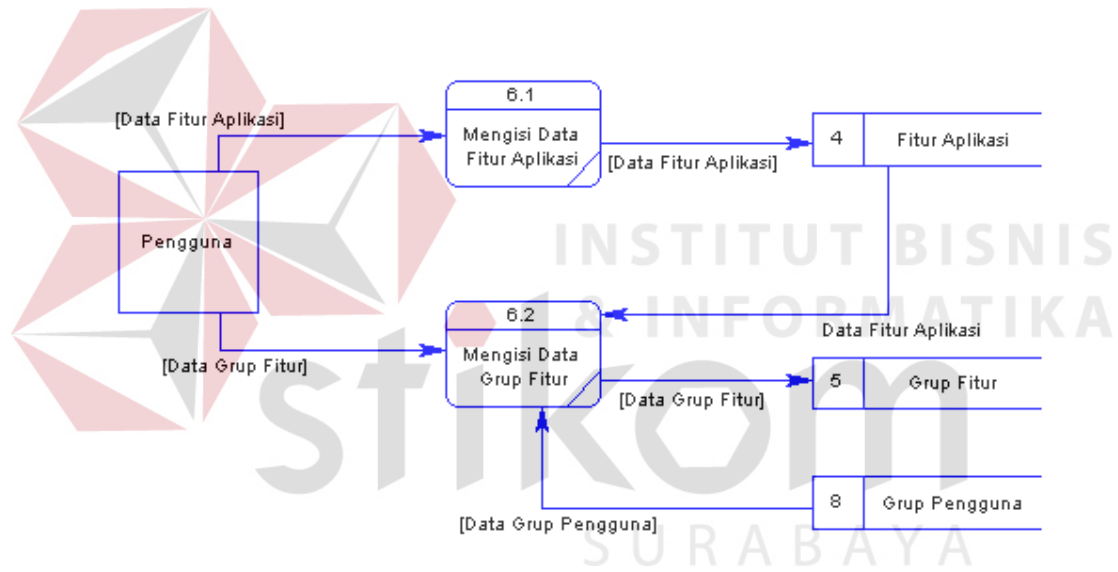 6.1
[Data Fitur Aplikasi]
Mengisi Data
Fitur Aplikasi
[Data Fitur Aplikasi]
4
Fitur Aplikasi
Pengguna
INSTITUT BISNIS
& INFORMATIKA
6.2
Data Fitur Aplikasi
Mengisi Data
Grup Fitur
[Data Grup Fitur]
[Data Grup Fitur]
5
Grup Fitur
stikom
8
Grup Pengguna
[Data Grup Pengguna]
SURABAYA